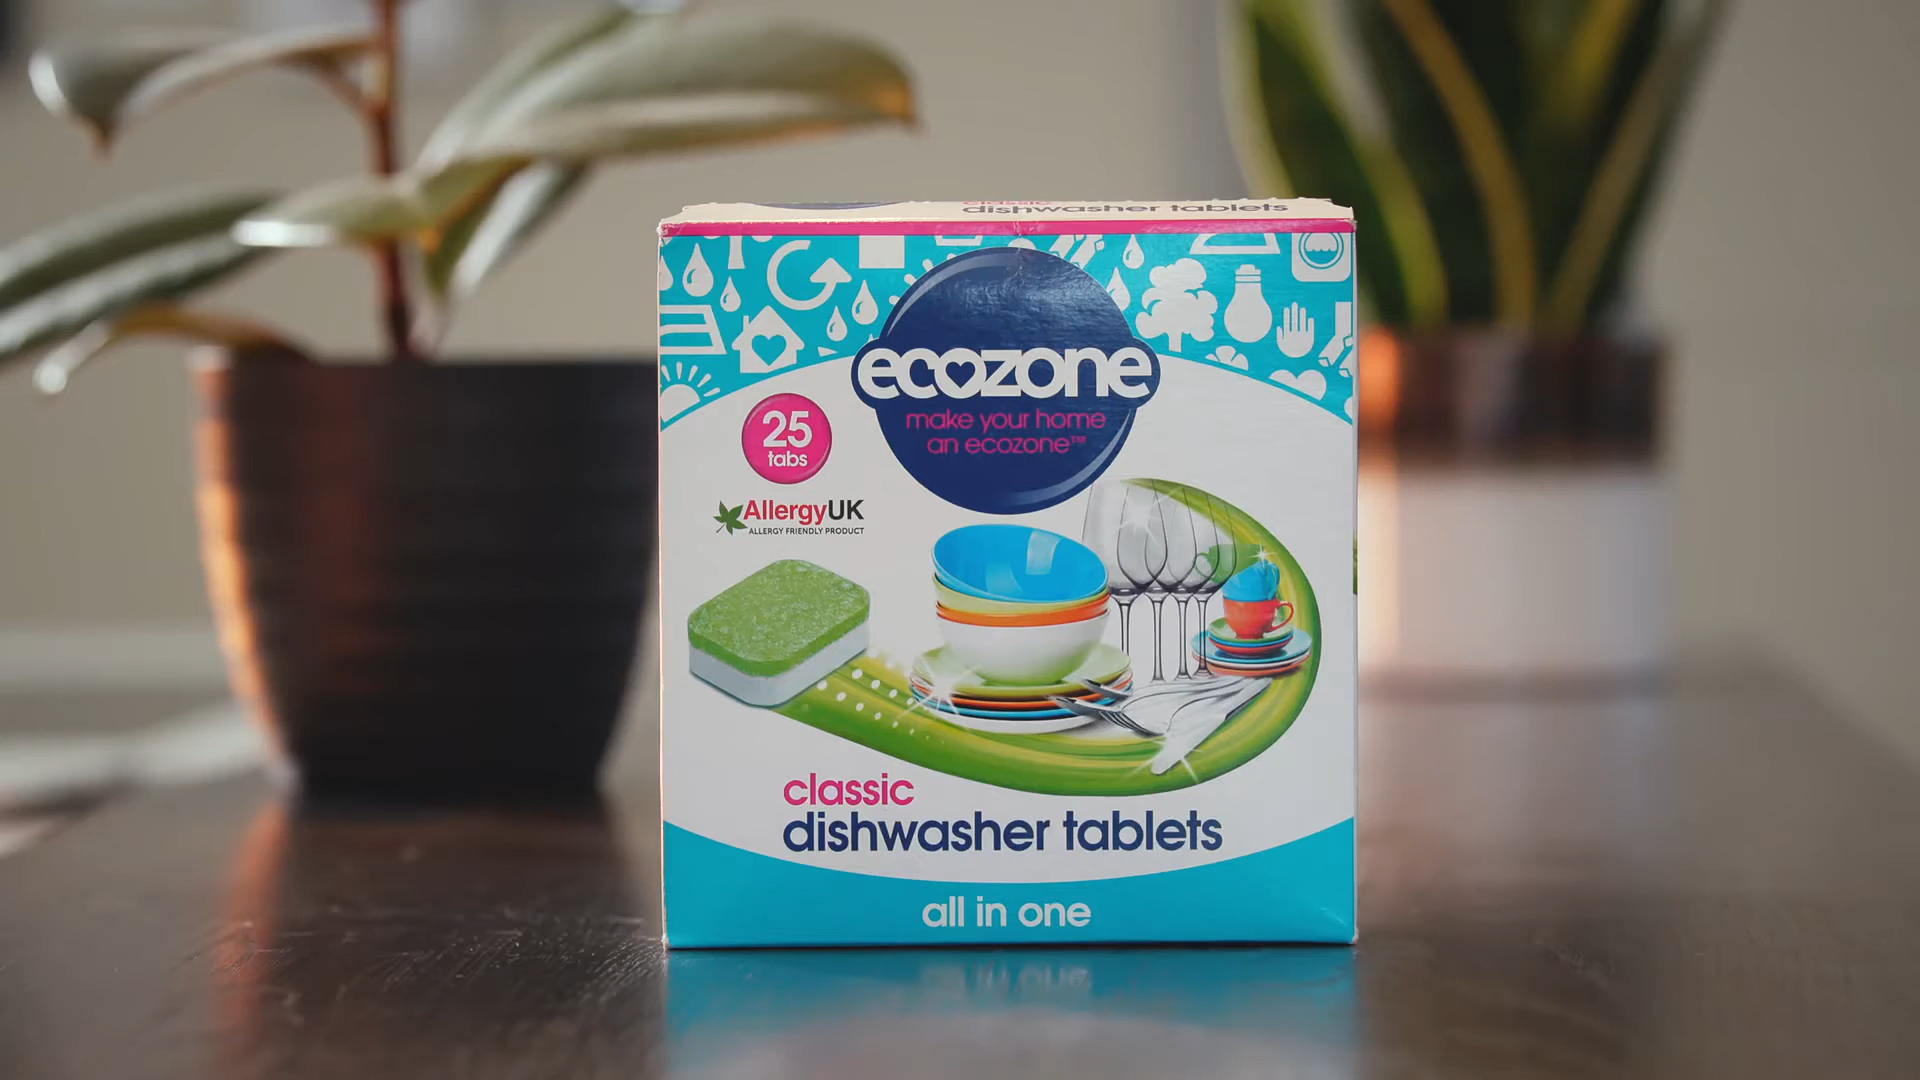 classic
dishwasher tablets
ecozone
make your home
an ecozone™
25
tabs
AllergyUK
ALLERGY FRIENDLY PRODUCT
classic
dishwasher tablets
all in one